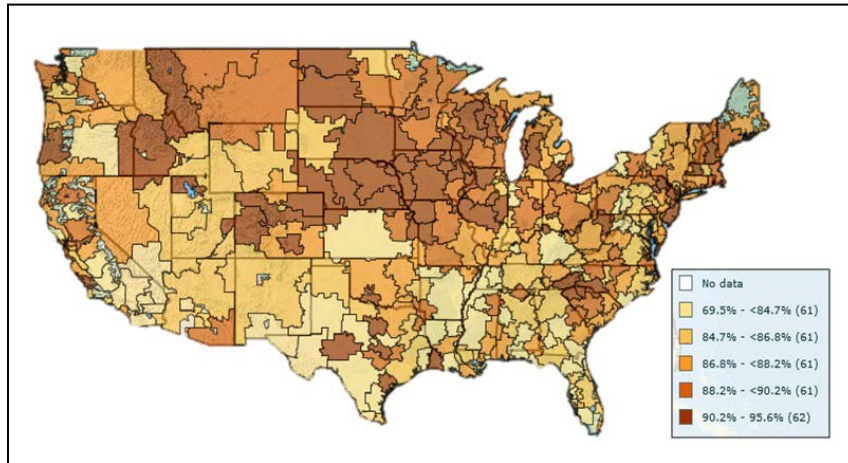 No data
69.5% - <84.7% (61)
84.7% - <86.8% (61)
86.8% - <88.2% (61)
88.2% - <90.2% (61)
90.2% - 95.6% (62)